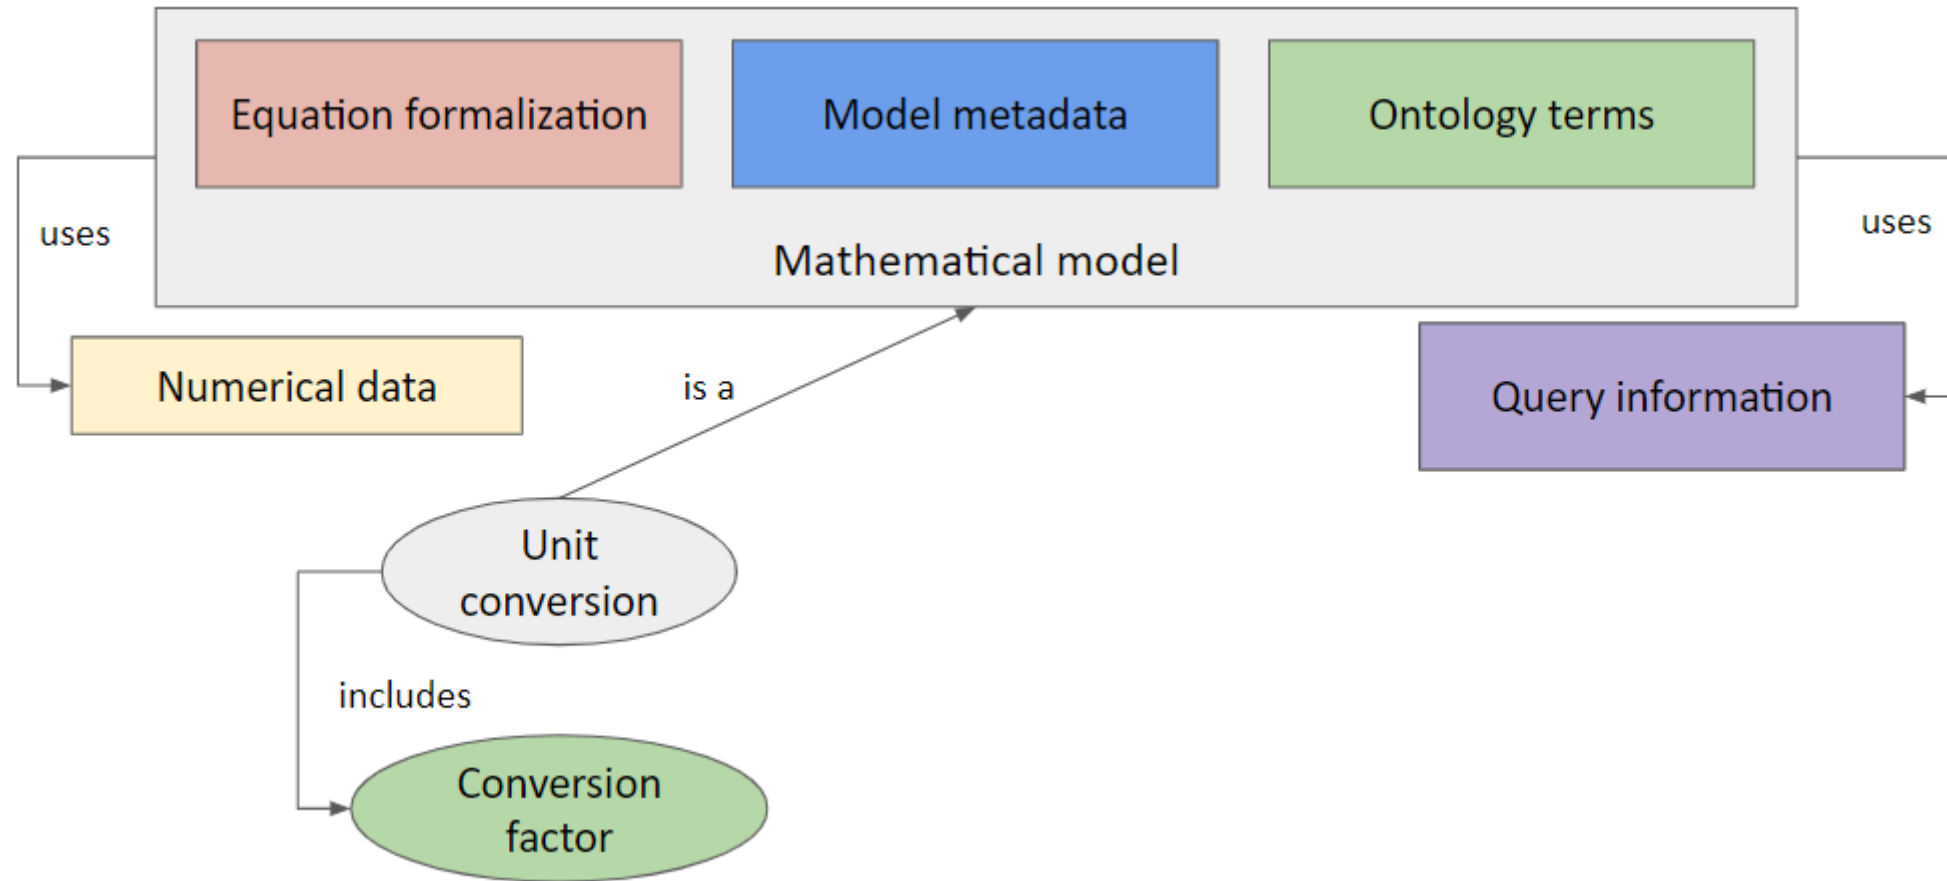 Equation formalization
Model metadata
Ontology terms
uses
uses
Mathematical model
Numerical data
is a
Query information
Unit
conversion
includes
Conversion
factor